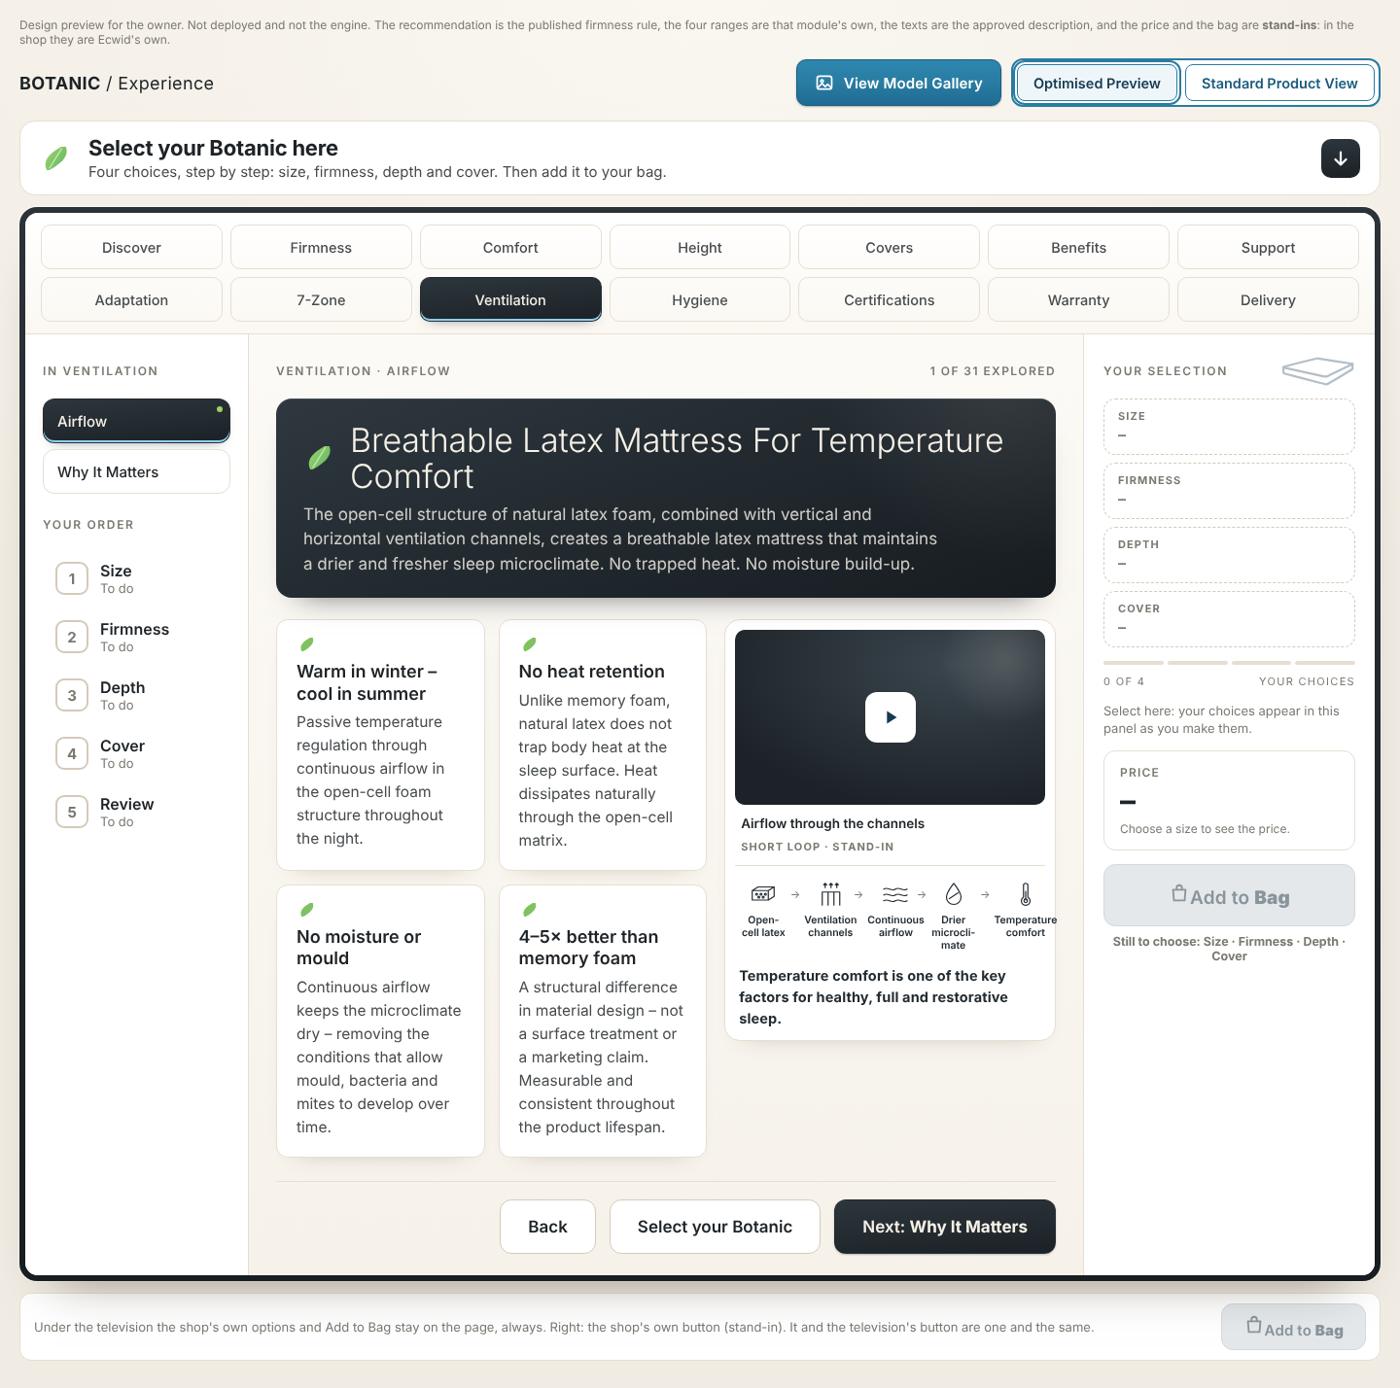 Design preview for the owner. Not deployed and not the engine. The recommendation is the published firmness rule, the four ranges are that module's own, the texts are the approved description, and the price and the bag are stand-ins: in the
shop they are Ecwid's own.
BOTANIC / Experience
View Model Gallery
Optimised Preview
Standard Product View
Select your Botanic here
Four choices, step by step: size, firmness, depth and cover. Then add it to your bag.
Discover
Firmness
Comfort
Height
Covers
Benefits
Support
Adaptation
7-Zone
Ventilation
Hygiene
Certifications
Warranty
Delivery
IN VENTILATION
Airflow
Why It Matters
YOUR ORDER
1
Size
To do
2
Firmness
To do
3
Depth
To do
4
Cover
To do
5
Review
To do
VENTILATION · AIRFLOW
1 OF 31 EXPLORED
Breathable Latex Mattress For Temperature
Comfort
The open-cell structure of natural latex foam, combined with vertical and
horizontal ventilation channels, creates a breathable latex mattress that maintains
a drier and fresher sleep microclimate. No trapped heat. No moisture build-up.
Warm in winter –
cool in summer
Passive temperature
regulation through
continuous airflow in
the open-cell foam
structure throughout
the night.
No heat retention
Unlike memory foam,
natural latex does not
trap body heat at the
sleep surface. Heat
dissipates naturally
through the open-cell
matrix.
No moisture or
mould
Continuous airflow
keeps the microclimate
dry – removing the
conditions that allow
mould, bacteria and
mites to develop over
time.
4–5× better than
memory foam
A structural difference
in material design – not
a surface treatment or
a marketing claim.
Measurable and
consistent throughout
the product lifespan.
Airflow through the channels
SHORT LOOP · STAND-IN
Open-
cell latex
→
Ventilation
channels
→
Continuous
airflow
→
Drier
microcli-
mate
→
Temperature
comfort
Temperature comfort is one of the key
factors for healthy, full and restorative
sleep.
Back
Select your Botanic
Next: Why It Matters
YOUR SELECTION
SIZE
–
FIRMNESS
–
DEPTH
–
COVER
–
0 OF 4
YOUR CHOICES
Select here: your choices appear in this
panel as you make them.
PRICE
–
Choose a size to see the price.
Add to Bag
Still to choose: Size · Firmness · Depth ·
Cover
Under the television the shop's own options and Add to Bag stay on the page, always. Right: the shop's own button (stand-in). It and the television's button are one and the same.
Add to Bag